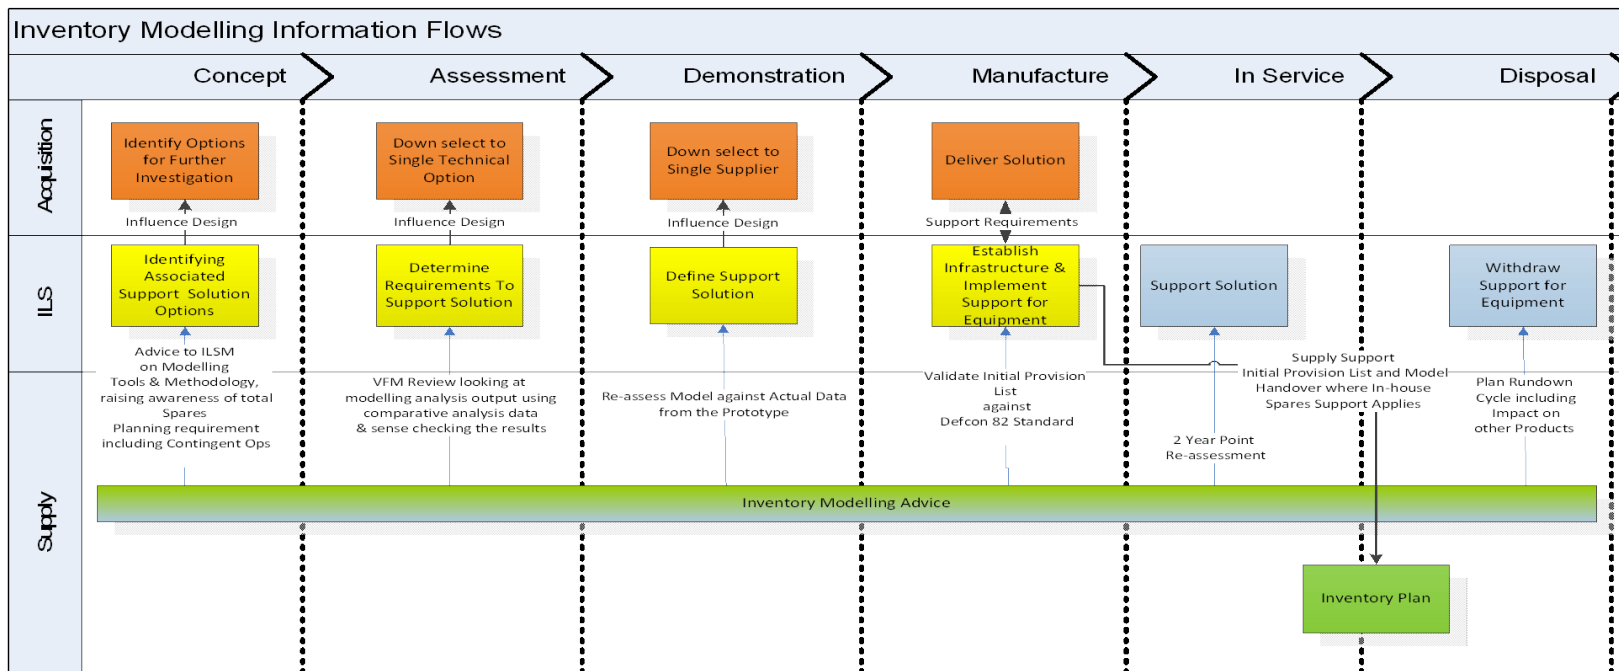 Inventory Modelling Information Flows
Concept
Assessment
Demonstration
Manufacture
In Service
Disposal
Acquisition
Identify Options
for Further
Investigation
Down select to
Single Technical
Option
Down select to
Single Supplier
Deliver Solution
Influence Design
Influence Design
Influence Design
Support Requirements
ILS
Identifying
Associated
Support Solution
Options
Determine
Requirements To
Support Solution
Define Support
Solution
Establish
Infrastructure &
Implement
Support for
Equipment
Support Solution
Withdraw
Support for
Equipment
Advice to ILSM
on Modelling
Tools & Methodology,
raising awareness of total
Spares
Planning requirement
including Contingent Ops
VFM Review looking at
modelling analysis output using
comparative analysis data
& sense checking the results
Re-assess Model against Actual Data
from the Prototype
Validate Initial Provision
List
against
Defcon 82 Standard
2 Year Point
Re-assessment
Supply Support
Initial Provision List and Model
Handover where In-house
Spares Support Applies
Plan Rundown
Cycle including
Impact on
other Products
Supply
Inventory Modelling Advice
Inventory Plan